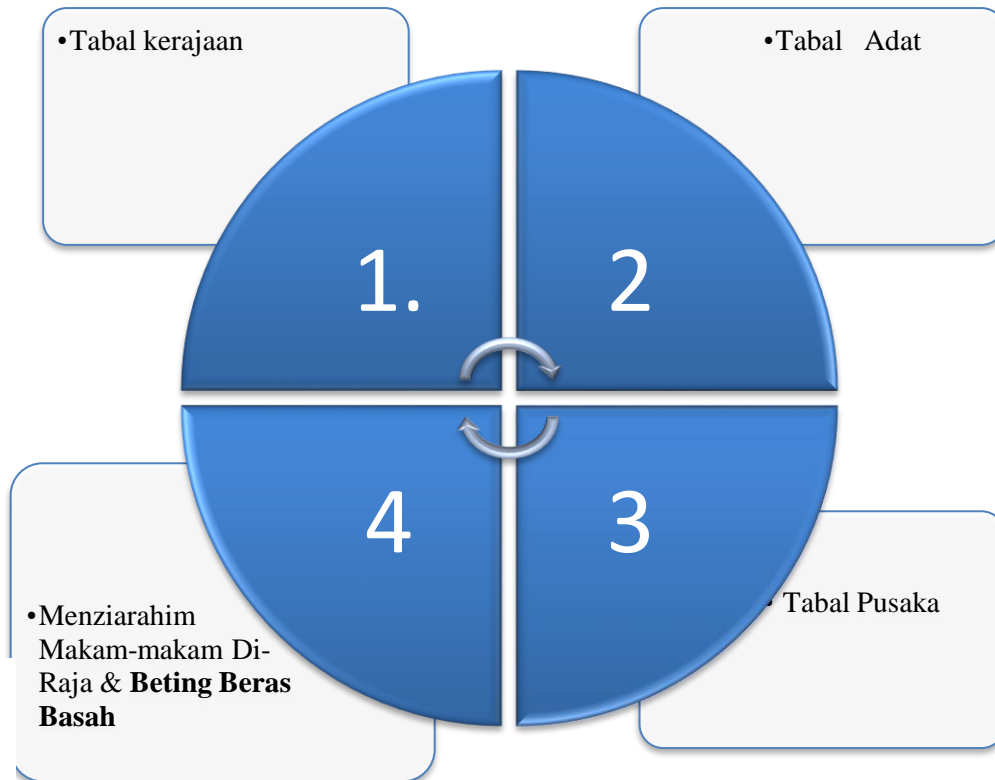 •Tabal kerajaan
•Tabal Adat
1.
2
4
3
•Menziarahim
Makam-makam Di-
Raja & Beting Beras
Basah
• Tabal Pusaka